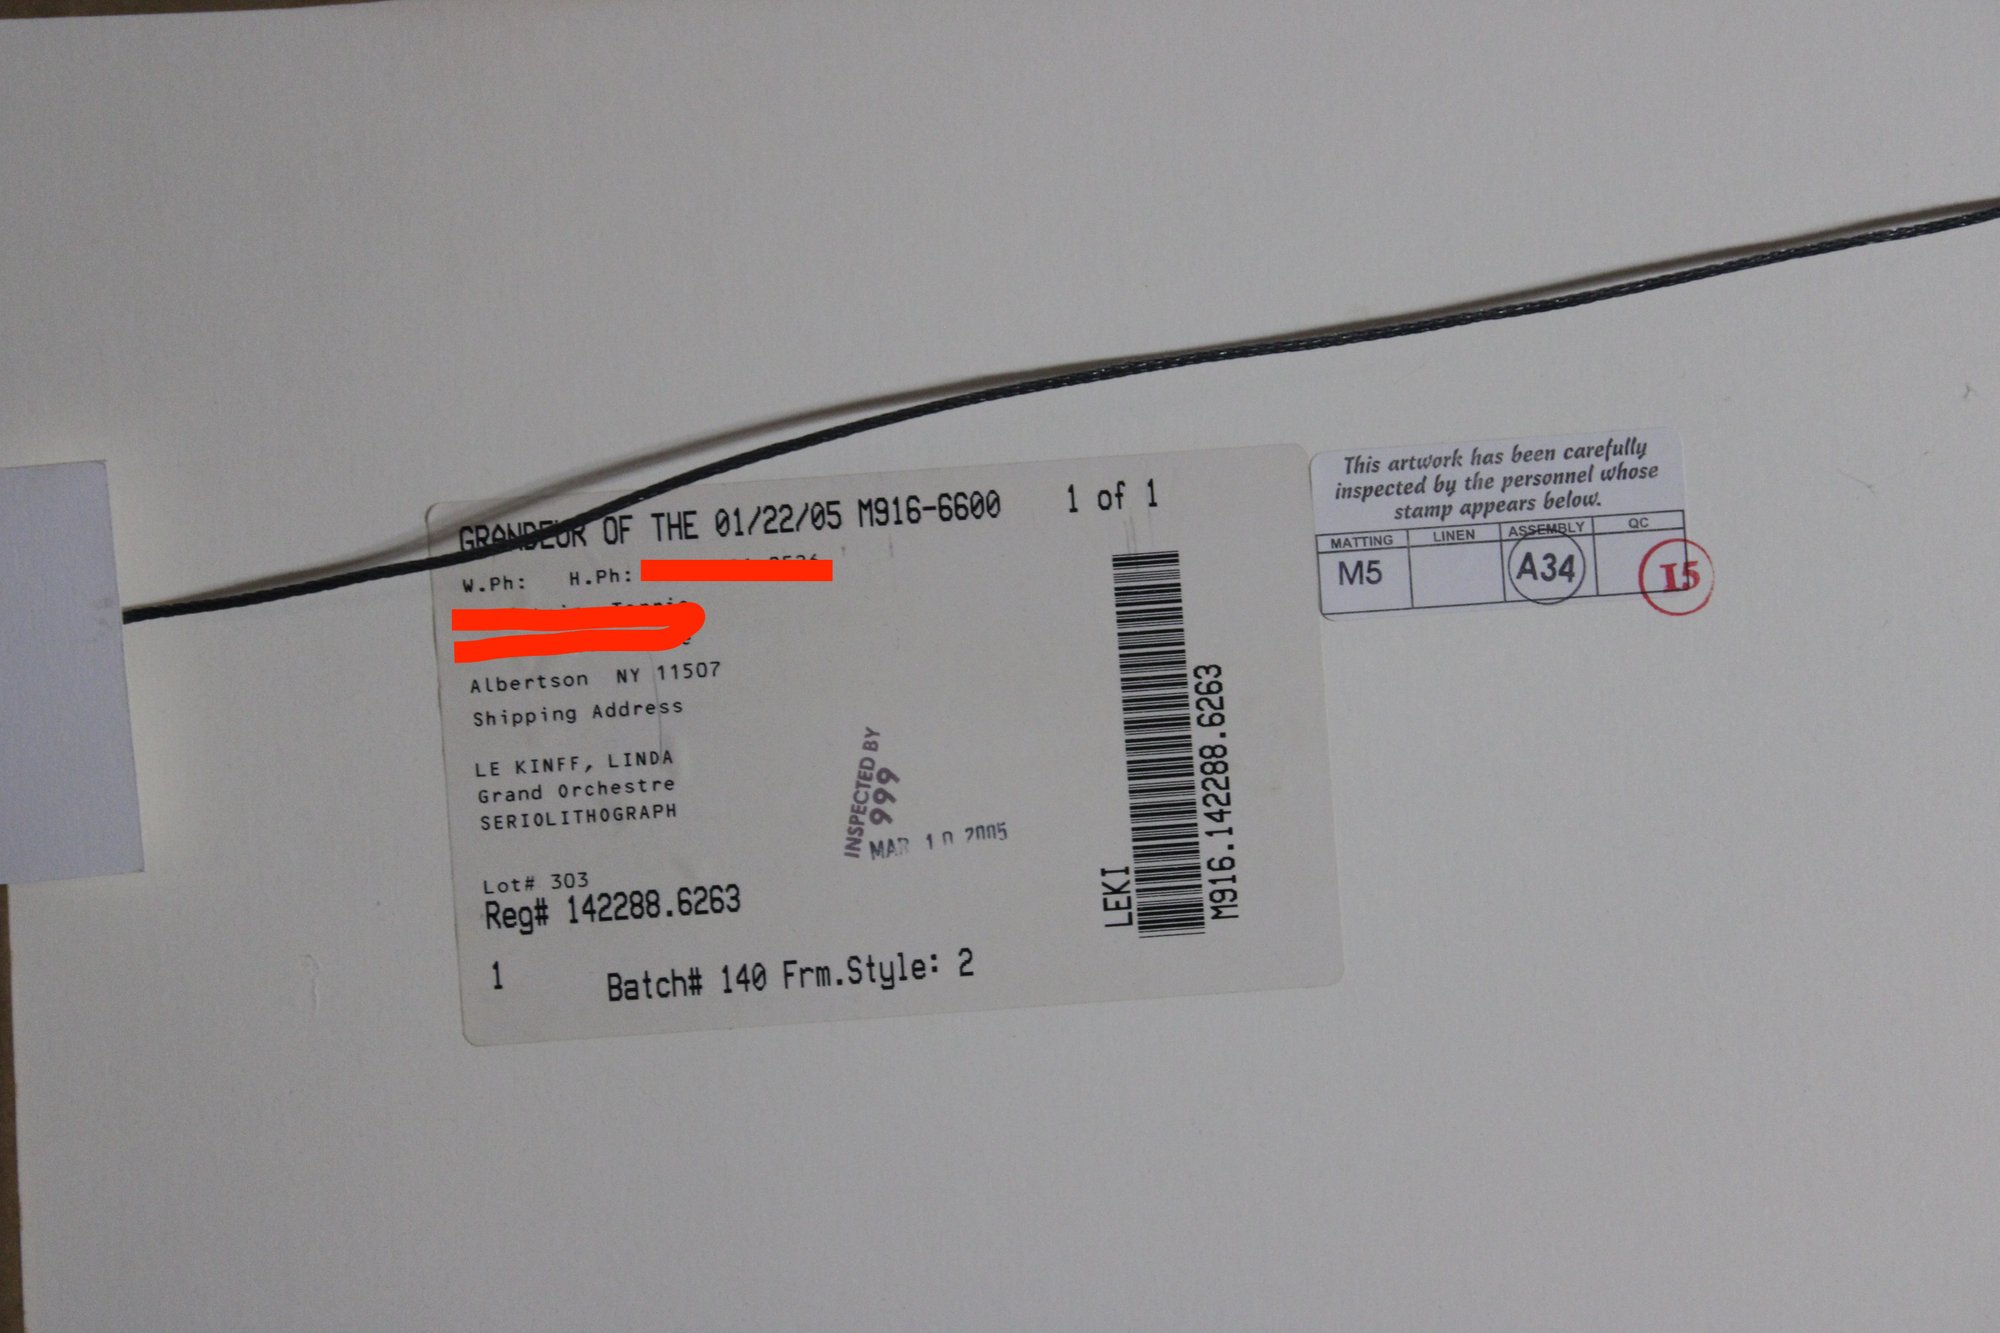 GRANDEUR OF THE 01/22/05 M916-6600 1 of 1
W.Ph: H.Ph:
Albertson NY 11507
Shipping Address
LE KINFF, LINDA
Grand Orchestre
SERIOLITHOGRAPH
Lot# 303
Reg# 142288.6263
1 Batch# 140 Frm.Style: 2
INSPECTED BY
999
MAR 10 2005
LEKI
M916.142288.6263
This artwork has been carefully
inspected by the personnel whose
stamp appears below.
MATTING LINEN ASSEMBLY QC
M5 A34 I5